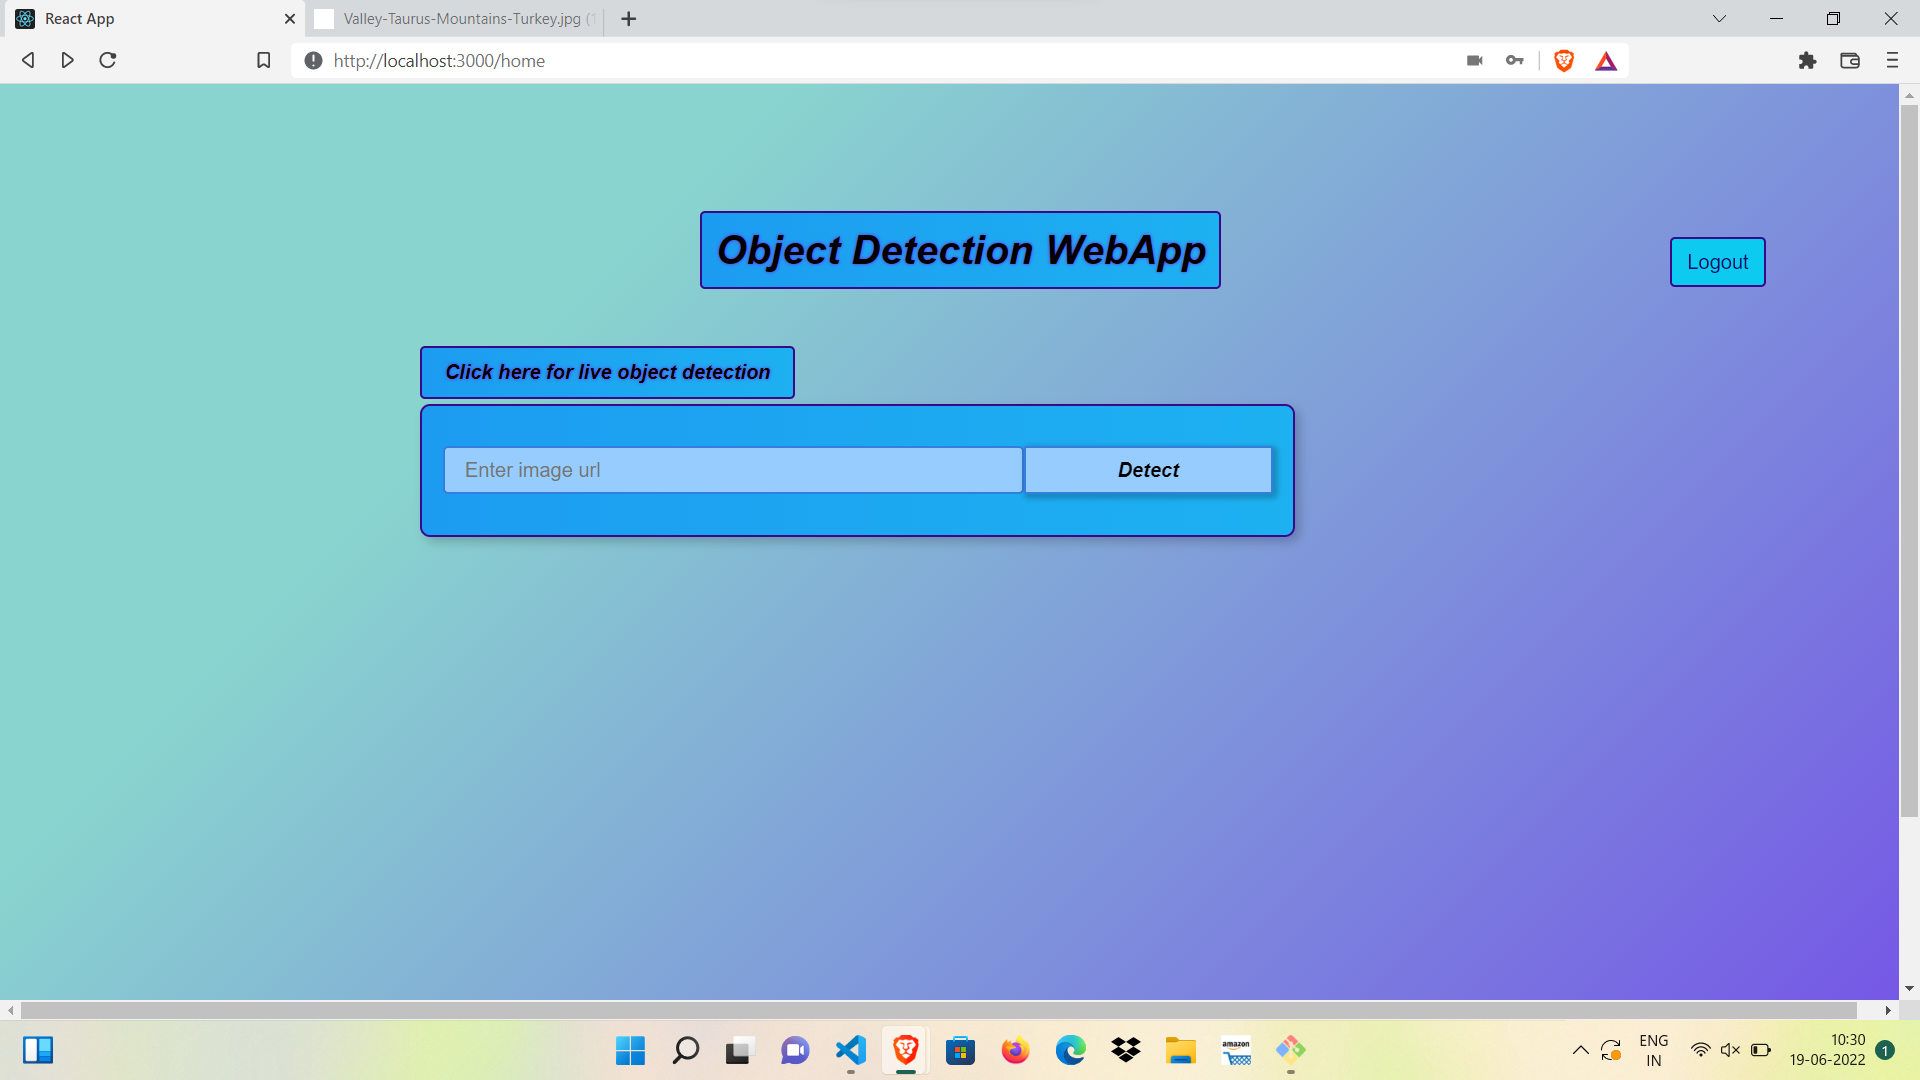 React App
Valley-Taurus-Mountains-Turkey.jpg (1
http://localhost:3000/home
Object Detection WebApp
Logout
Click here for live object detection
Enter image url
Detect
amazon
ENG
IN
10:30
19-06-2022
1